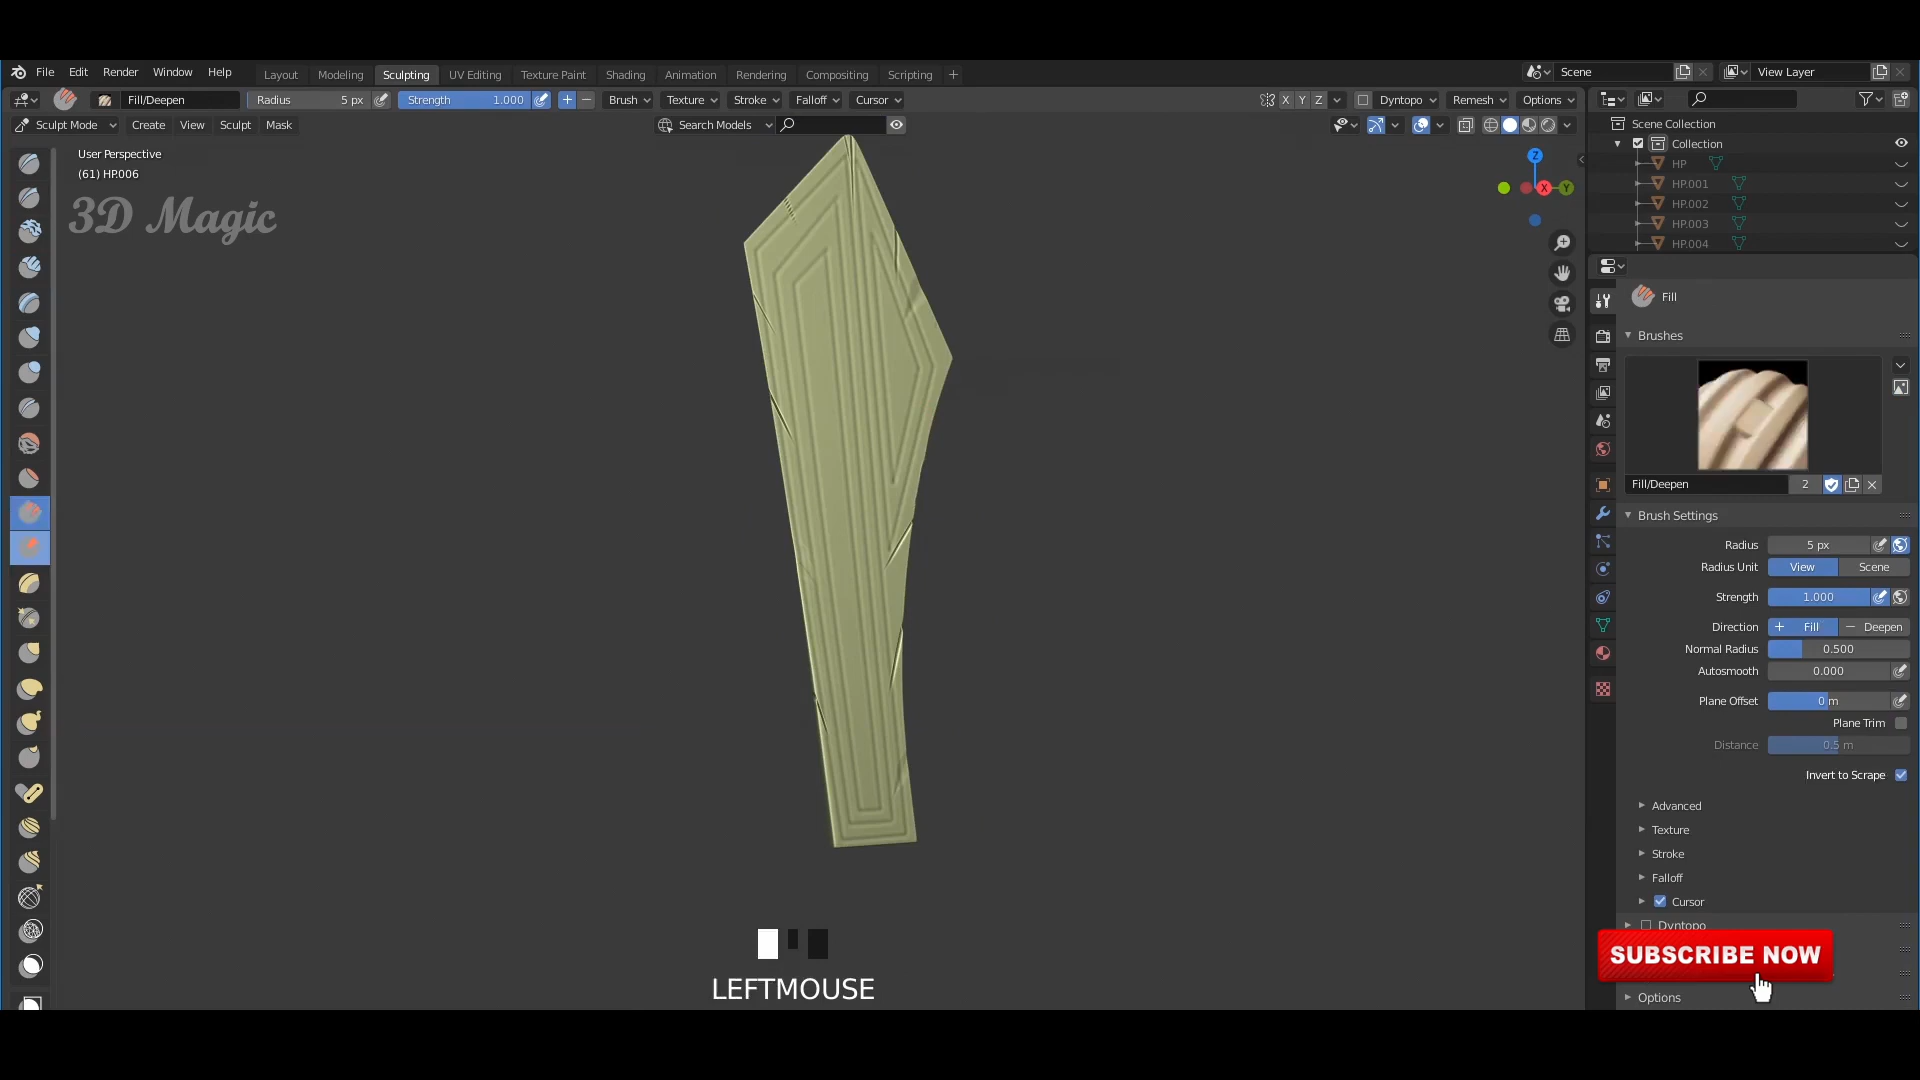 File Edit Render Window Help Layout Modeling Sculpting UV Editing Texture Paint Shading Animation Rendering Compositing Scripting + Scene View Layer
Fill/Deepen Radius 5 px Strength 1.000 + − Brush Texture Stroke Falloff Cursor X Y Z Dyntopo Remesh Options
Sculpt Mode Create View Sculpt Mask Search Models
User Perspective
(61) HP.006
3D Magic
Z
X
Y
Scene Collection
Collection
HP
HP.001
HP.002
HP.003
HP.004
Fill
Brushes
Fill/Deepen 2
Brush Settings
Radius 5 px
Radius Unit View Scene
Strength 1.000
Direction + Fill − Deepen
Normal Radius 0.500
Autosmooth 0.000
Plane Offset 0 m
Plane Trim
Distance 0.5 m
Invert to Scrape
Advanced
Texture
Stroke
Falloff
Cursor
Dyntopo
SUBSCRIBE NOW
Options
LEFTMOUSE